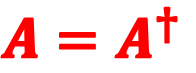 A = A†